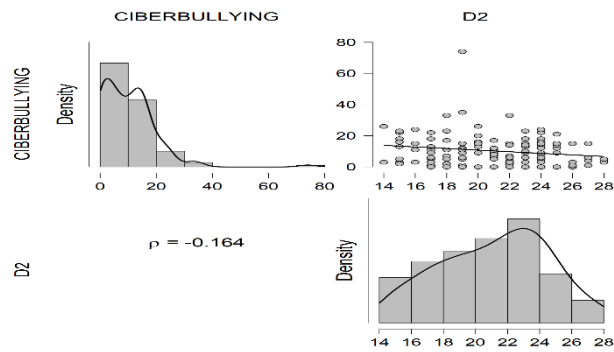 CIBERBULLYING D2
CIBERBULLYING
Density
0 20 40 60 80
80
60
40
20
0
14 16 18 20 22 24 26 28
D2
ρ = -0.164
Density
14 16 18 20 22 24 26 28